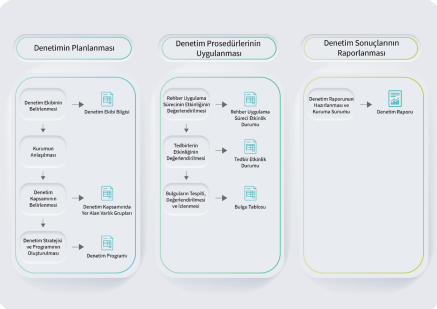 Denetimin Planlanması
Denetim Ekibinin
Belirlenmesi
Denetim Ekibi Bilgisi
Kurumun
Anlaşılması
Denetim
Kapsamının
Belirlenmesi
Denetim Kapsamında
Yer Alan Varlık Grupları
Denetim Stratejisi
ve Programının
Oluşturulması
Denetim Programı
Denetim Prosedürlerinin
Uygulanması
Rehber Uygulama
Sürecinin Etkinliğinin
Değerlendirilmesi
Rehber Uygulama
Süreci Etkinlik
Durumu
Tedbirlerin
Etkinliğinin
Değerlendirilmesi
Tedbir Etkinlik
Durumu
Bulguların Tespiti,
Değerlendirilmesi
ve İzlenmesi
Bulgu Tablosu
Denetim Sonuçlarının
Raporlanması
Denetim Raporunun
Hazırlanması ve
Kuruma Sunumu
Denetim Raporu